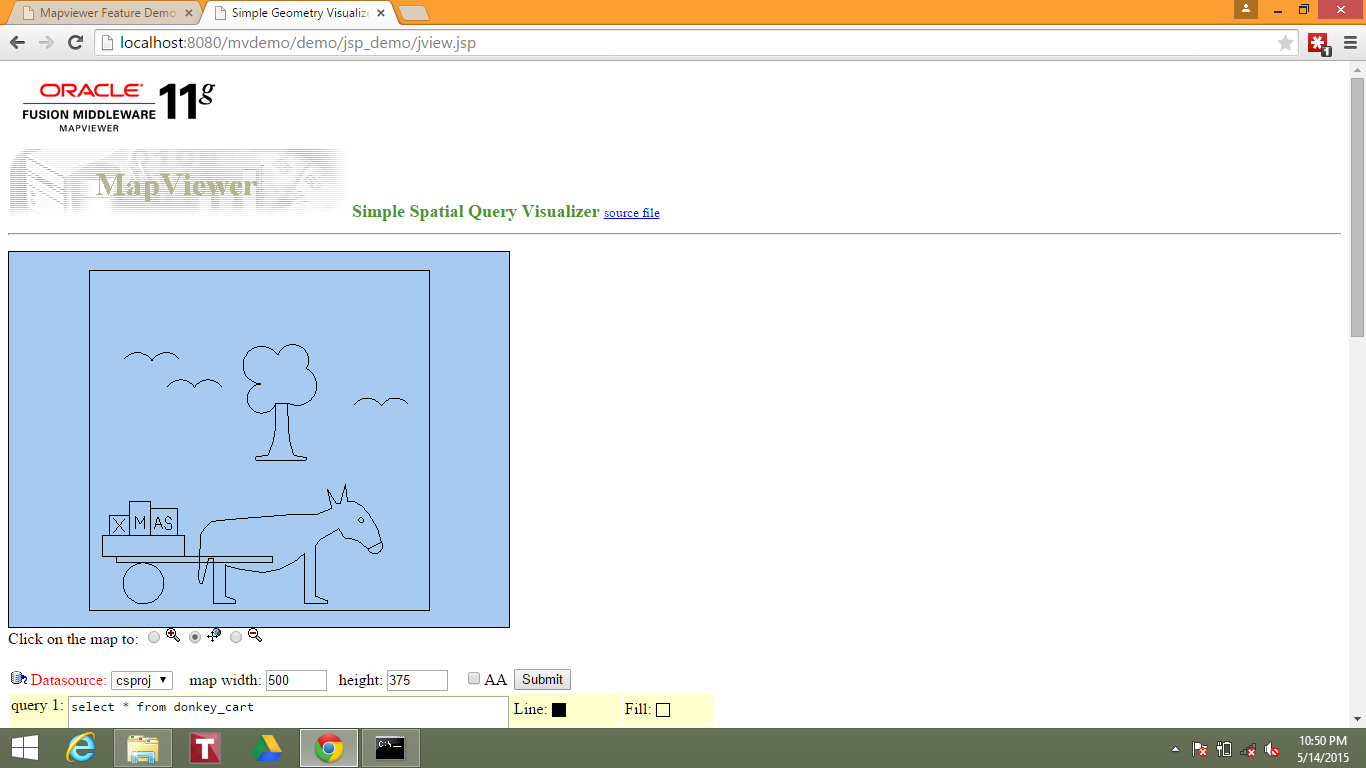 Mapviewer Feature Demo
Simple Geometry Visualiz
localhost:8080/mvdemo/demo/jsp_demo/jview.jsp
1
ORACLE®
FUSION MIDDLEWARE 11g
MAPVIEWER
MapViewer
Simple Spatial Query Visualizer source file
X M AS
Click on the map to:
Datasource: csproj map width: 500 height: 375 AA Submit
query 1: select * from donkey_cart Line: Fill:
C:\_
10:50 PM
5/14/2015